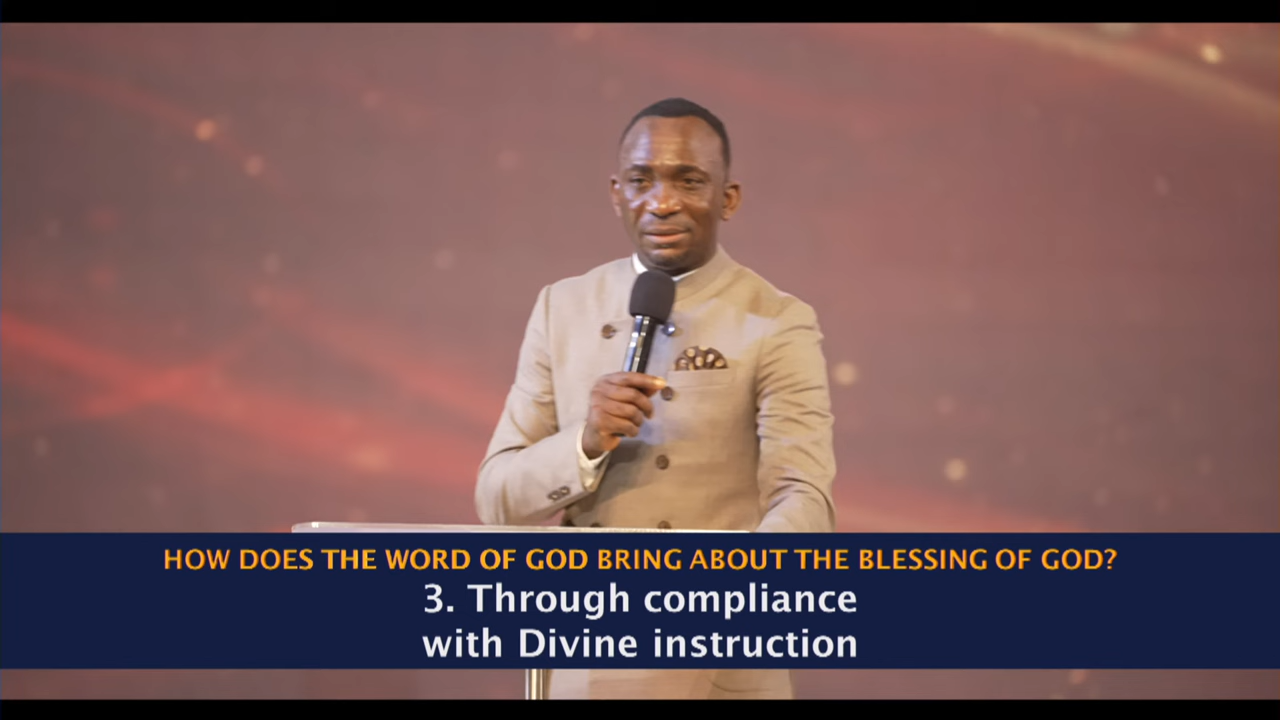 HOW DOES THE WORD OF GOD BRING ABOUT THE BLESSING OF GOD?
3. Through compliance
with Divine instruction